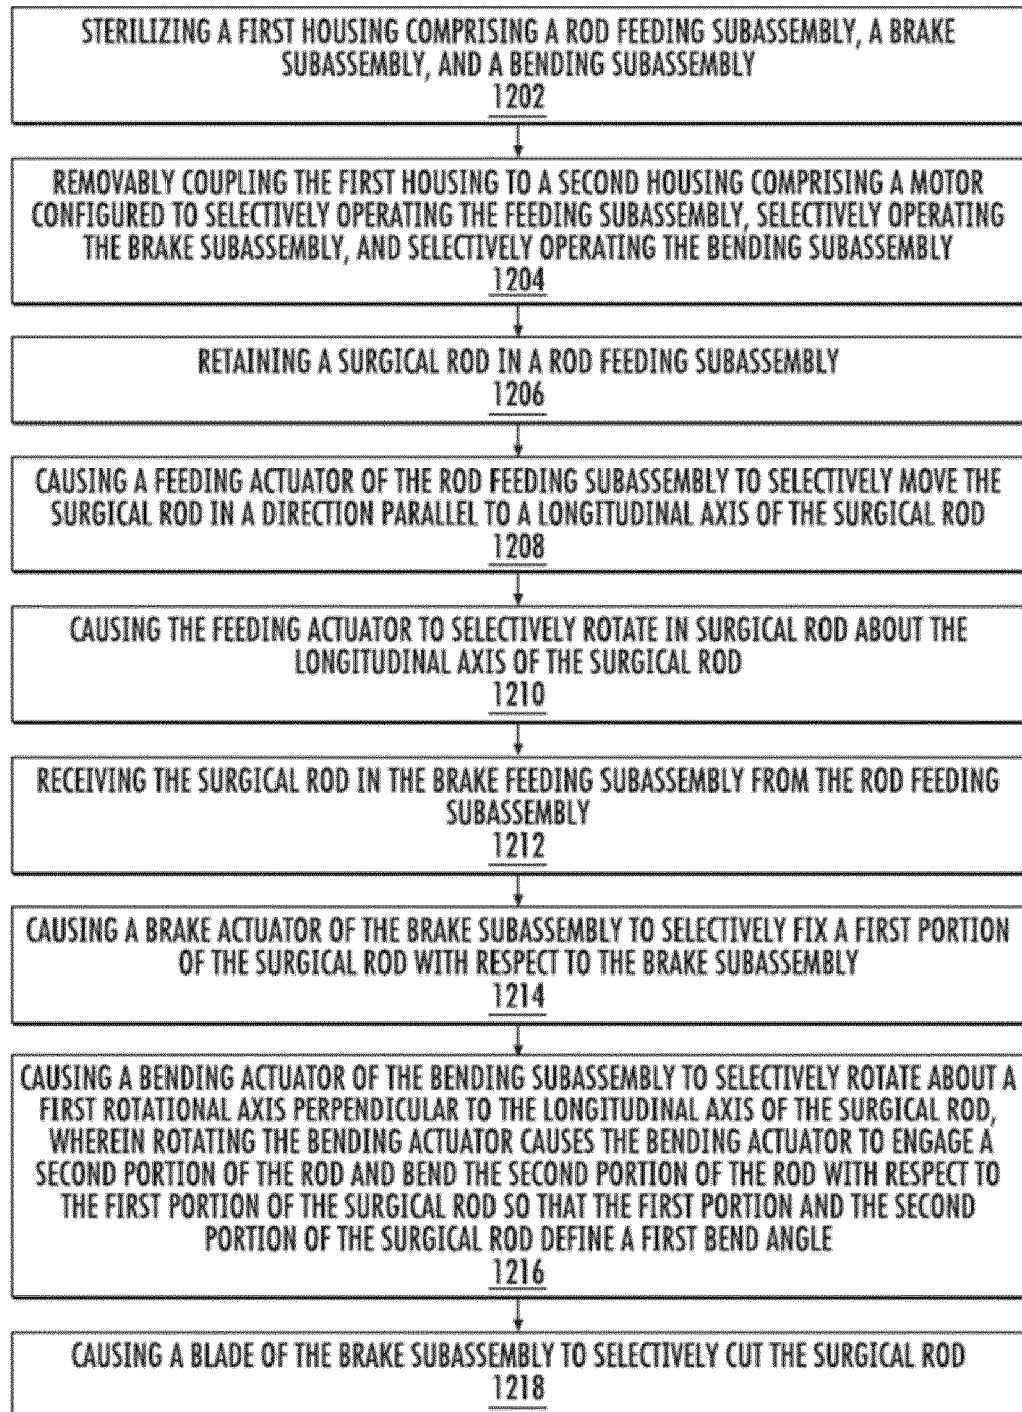 STERILIZING A FIRST HOUSING COMPRISING A ROD FEEDING SUBASSEMBLY, A BRAKE
SUBASSEMBLY, AND A BENDING SUBASSEMBLY
1202
REMOVABLY COUPLING THE FIRST HOUSING TO A SECOND HOUSING COMPRISING A MOTOR
CONFIGURED TO SELECTIVELY OPERATING THE FEEDING SUBASSEMBLY, SELECTIVELY OPERATING
THE BRAKE SUBASSEMBLY, AND SELECTIVELY OPERATING THE BENDING SUBASSEMBLY
1204
RETAINING A SURGICAL ROD IN A ROD FEEDING SUBASSEMBLY
1206
CAUSING A FEEDING ACTUATOR OF THE ROD FEEDING SUBASSEMBLY TO SELECTIVELY MOVE THE
SURGICAL ROD IN A DIRECTION PARALLEL TO A LONGITUDINAL AXIS OF THE SURGICAL ROD
1208
CAUSING THE FEEDING ACTUATOR TO SELECTIVELY ROTATE IN SURGICAL ROD ABOUT THE
LONGITUDINAL AXIS OF THE SURGICAL ROD
1210
RECEIVING THE SURGICAL ROD IN THE BRAKE FEEDING SUBASSEMBLY FROM THE ROD FEEDING
SUBASSEMBLY
1212
CAUSING A BRAKE ACTUATOR OF THE BRAKE SUBASSEMBLY TO SELECTIVELY FIX A FIRST PORTION
OF THE SURGICAL ROD WITH RESPECT TO THE BRAKE SUBASSEMBLY
1214
CAUSING A BENDING ACTUATOR OF THE BENDING SUBASSEMBLY TO SELECTIVELY ROTATE ABOUT A
FIRST ROTATIONAL AXIS PERPENDICULAR TO THE LONGITUDINAL AXIS OF THE SURGICAL ROD,
WHEREIN ROTATING THE BENDING ACTUATOR CAUSES THE BENDING ACTUATOR TO ENGAGE A
SECOND PORTION OF THE ROD AND BEND THE SECOND PORTION OF THE ROD WITH RESPECT TO
THE FIRST PORTION OF THE SURGICAL ROD SO THAT THE FIRST PORTION AND THE SECOND
PORTION OF THE SURGICAL ROD DEFINE A FIRST BEND ANGLE
1216
CAUSING A BLADE OF THE BRAKE SUBASSEMBLY TO SELECTIVELY CUT THE SURGICAL ROD
1218